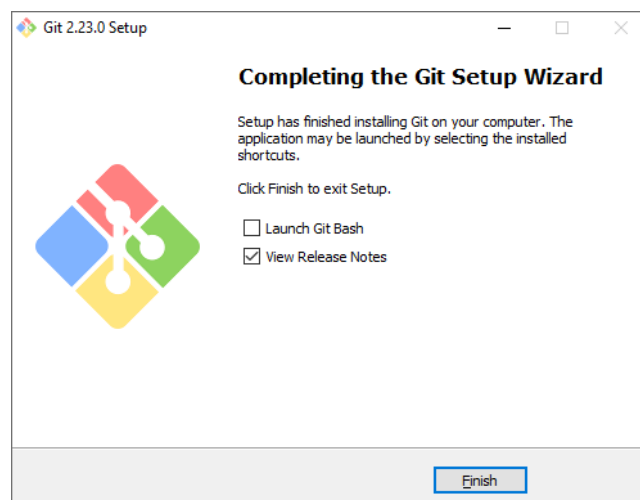 Git 2.23.0 Setup
Completing the Git Setup Wizard
Setup has finished installing Git on your computer. The
application may be launched by selecting the installed
shortcuts.
Click Finish to exit Setup.
Launch Git Bash
View Release Notes
Finish